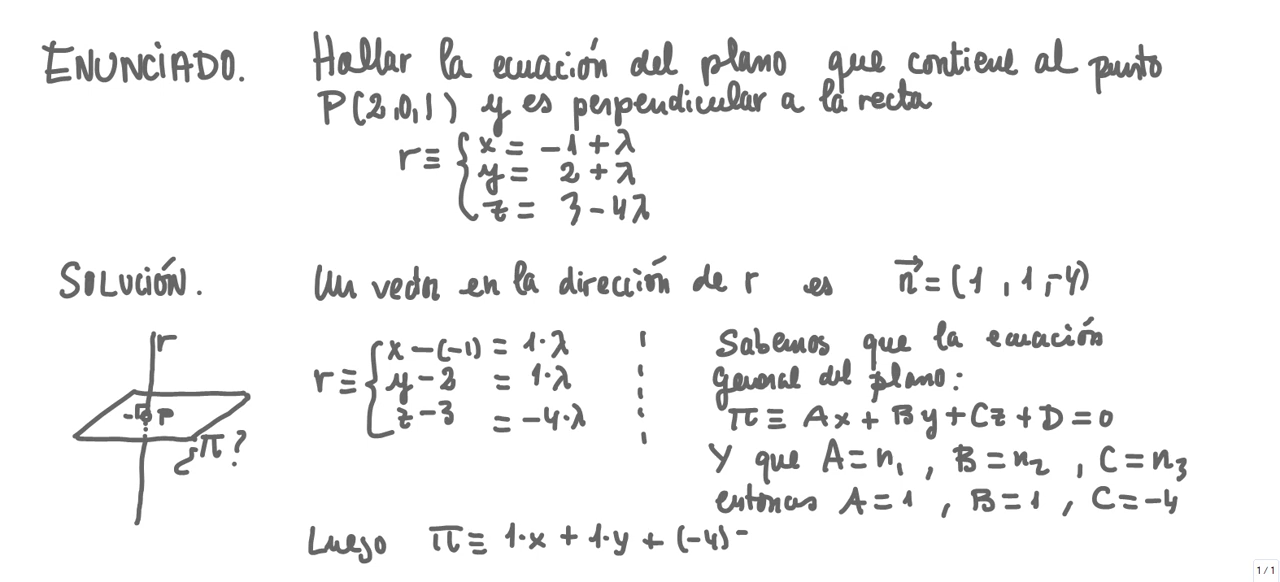 ENUNCIADO. Hallar la ecuación del plano que contiene al punto
P(2,0,1) y es perpendicular a la recta
r≡ { x = -1 + λ
y = 2 + λ
z = 3 - 4λ
SOLUCIÓN. Un vector en la dirección de r es n⃗ = (1, 1, -4)
r≡ { x - (-1) = 1·λ
y - 2 = 1·λ
z - 3 = -4·λ
Sabemos que la ecuación
general del plano:
π ≡ Ax + By + Cz + D = 0
Y que A = n₁, B = n₂, C = n₃
entonces A = 1, B = 1, C = -4
r
P
¿π?
Luego π ≡ 1·x + 1·y + (-4) -
1 / 1